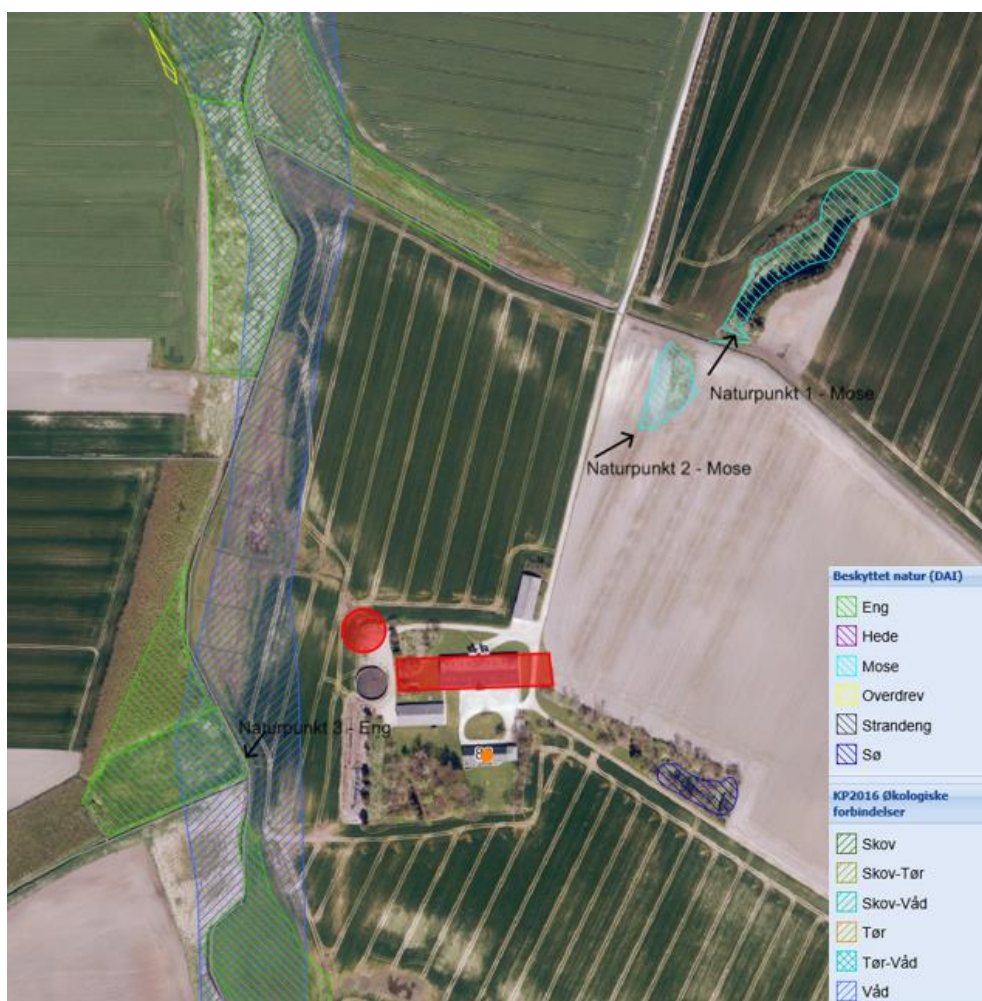 Naturpunkt 1 - Mose
Naturpunkt 2 - Mose
Naturpunkt 3 - Eng
Beskyttet natur (DAI)
Eng
Hede
Mose
Overdrev
Strandeng
Sø
KP2016 Økologiske
forbindelser
Skov
Skov-Tør
Skov-Våd
Tør
Tør-Våd
Våd